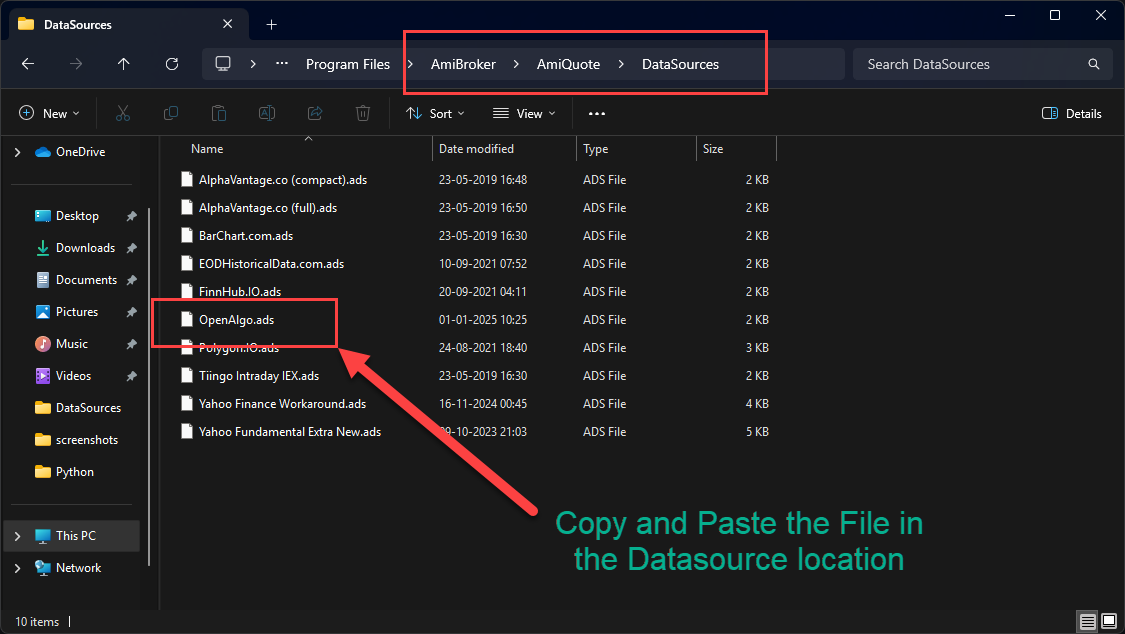 DataSources
Program Files
AmiBroker
AmiQuote
DataSources
Search DataSources
New
Sort
View
Details
Name Date modified Type Size
OneDrive
Desktop
Downloads
Documents
Pictures
Music
Videos
DataSources
screenshots
Python
This PC
Network
AlphaVantage.co (compact).ads 23-05-2019 16:48 ADS File 2 KB
AlphaVantage.co (full).ads 23-05-2019 16:50 ADS File 2 KB
BarChart.com.ads 23-05-2019 16:30 ADS File 2 KB
EODHistoricalData.com.ads 10-09-2021 07:52 ADS File 2 KB
FinnHub.IO.ads 20-09-2021 04:11 ADS File 2 KB
OpenAlgo.ads 01-01-2025 10:25 ADS File 2 KB
Polygon.IO.ads 24-08-2021 18:40 ADS File 3 KB
Tiingo Intraday IEX.ads 23-05-2019 16:30 ADS File 2 KB
Yahoo Finance Workaround.ads 16-11-2024 00:45 ADS File 4 KB
Yahoo Fundamental Extra New.ads 09-10-2023 21:03 ADS File 5 KB
Copy and Paste the File in
the Datasource location
10 items